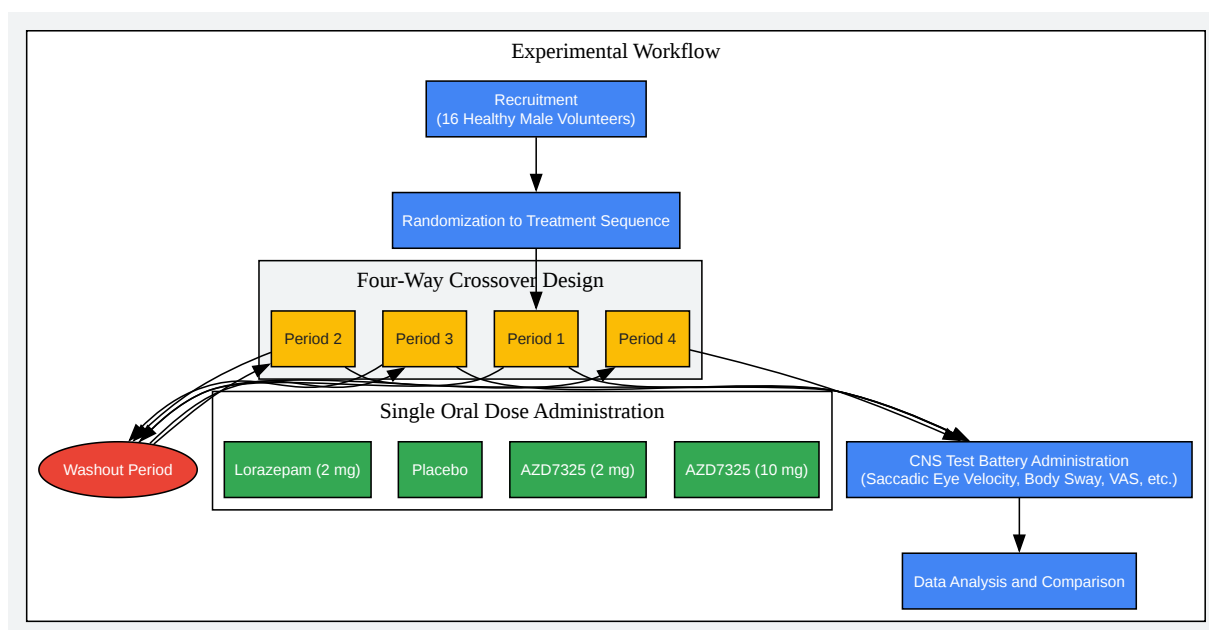 Experimental Workflow
Recruitment
(16 Healthy Male Volunteers)
Randomization to Treatment Sequence
Four-Way Crossover Design
Period 2
Period 3
Period 1
Period 4
Single Oral Dose Administration
Washout Period
Lorazepam (2 mg)
Placebo
AZD7325 (2 mg)
AZD7325 (10 mg)
CNS Test Battery Administration
(Saccadic Eye Velocity, Body Sway, VAS, etc.)
Data Analysis and Comparison